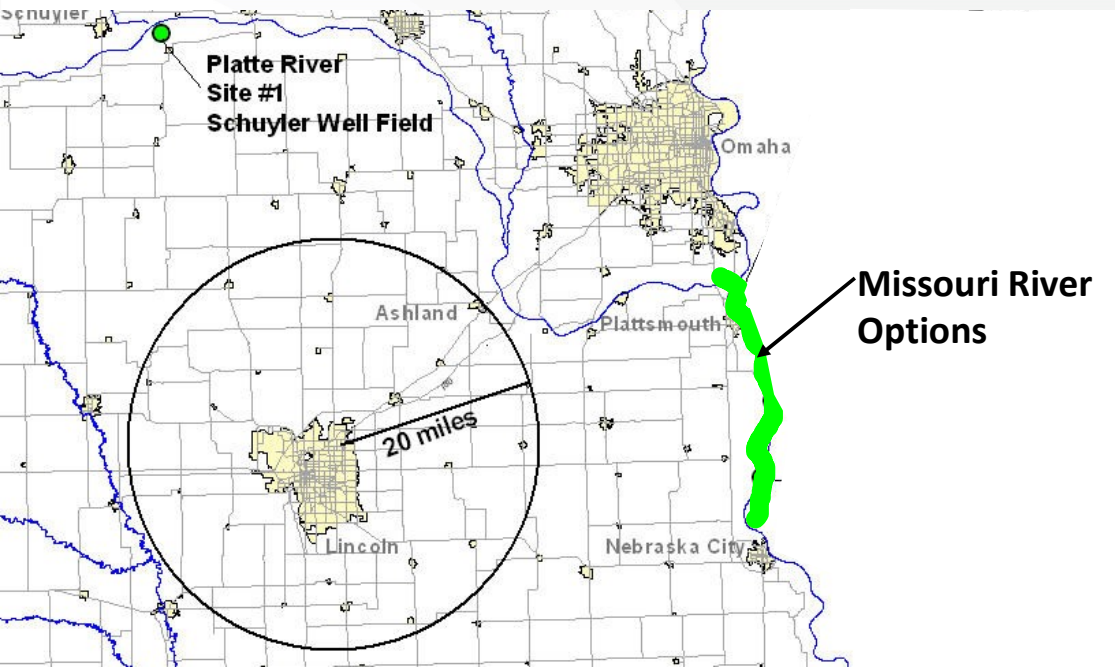 Schuyler
Platte River
Site #1
Schuyler Well Field
Omaha
Missouri River
Options
Ashland
Plattsmouth
20 miles
Lincoln
Nebraska City